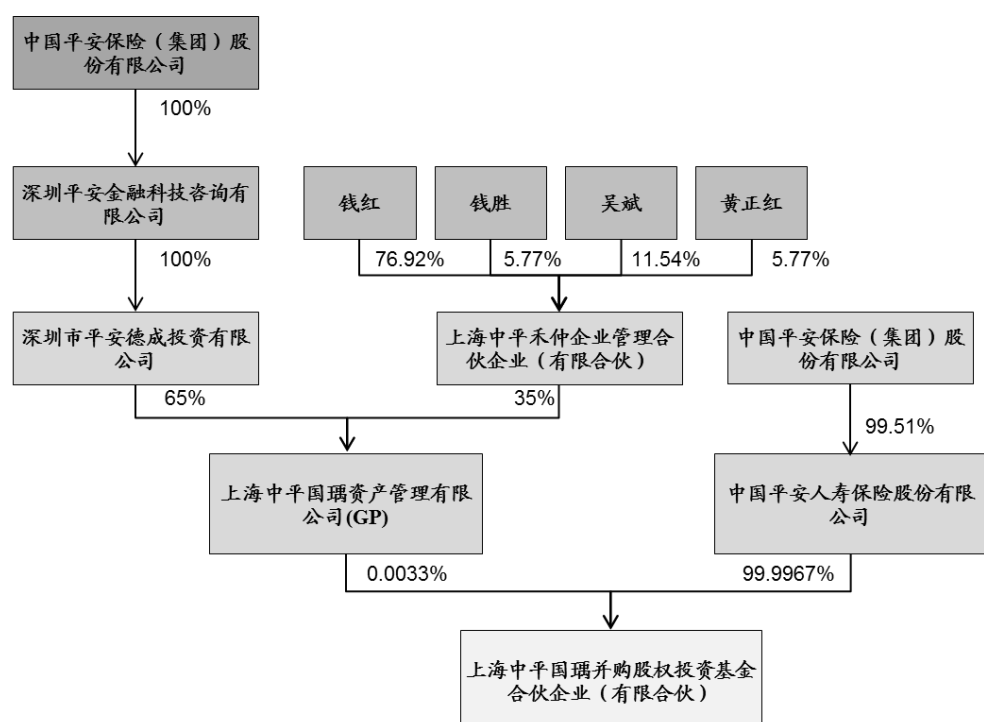 中国平安保险（集团）股
份有限公司
100%
深圳平安金融科技咨询有
限公司
钱红
钱胜
吴斌
黄正红
100%
76.92%
5.77%
11.54%
5.77%
深圳市平安德成投资有限
公司
上海中平禾仲企业管理合
伙企业（有限合伙）
中国平安保险（集团）股
份有限公司
65%
35%
99.51%
上海中平国瑀资产管理有限
公司(GP)
中国平安人寿保险股份有限
公司
0.0033%
99.9967%
上海中平国瑀并购股权投资基金
合伙企业（有限合伙）